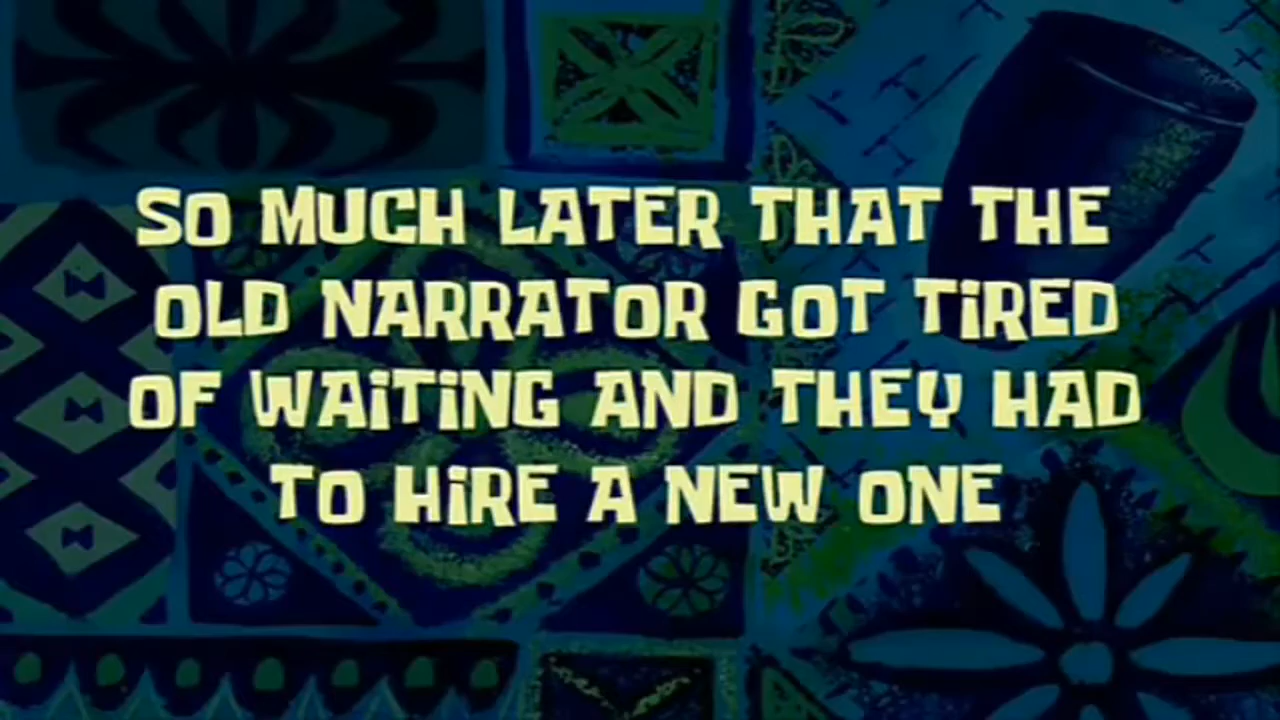 SO MUCH LATER THAT THE
OLD NARRATOR GOT TiRED
OF WAiTiNG AND THEY HAD
TO HiRE A NEW ONE